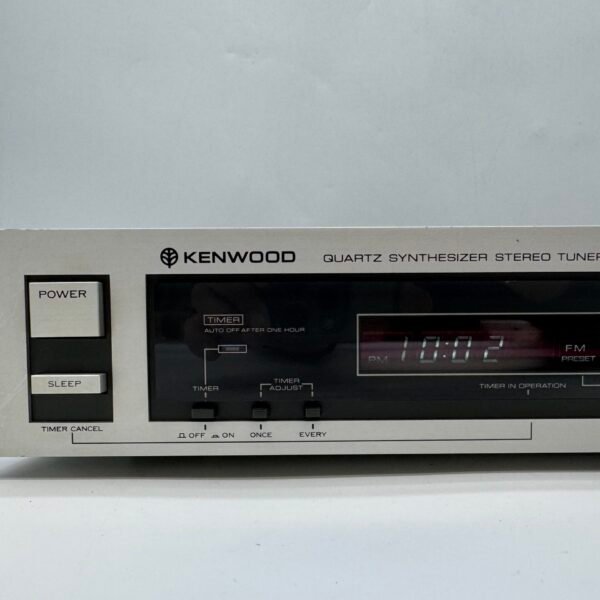 KENWOOD QUARTZ SYNTHESIZER STEREO TUNER
POWER
SLEEP
TIMER CANCEL
TIMER
AUTO OFF AFTER ONE HOUR
TIMER
TIMER
ADJUST
OFF ON ONCE EVERY
PM 10:02
FM
PRESET
TIMER IN OPERATION